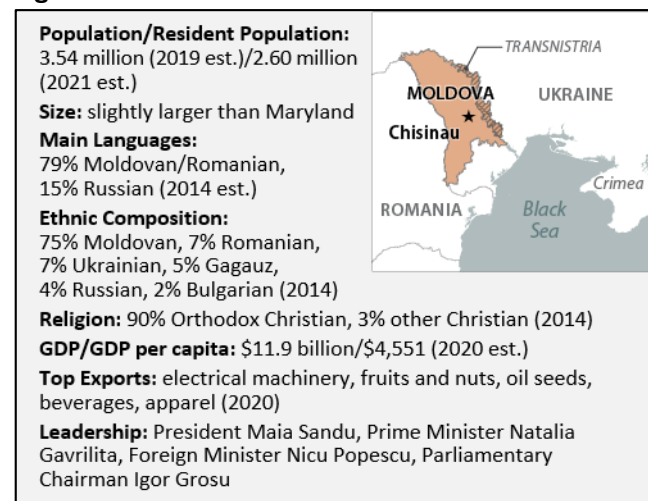 Population/Resident Population:
3.54 million (2019 est.)/2.60 million
(2021 est.)
Size: slightly larger than Maryland
Main Languages:
79% Moldovan/Romanian,
15% Russian (2014 est.)
Ethnic Composition:
75% Moldovan, 7% Romanian,
7% Ukrainian, 5% Gagauz,
4% Russian, 2% Bulgarian (2014)
Religion: 90% Orthodox Christian, 3% other Christian (2014)
GDP/GDP per capita: $11.9 billion/$4,551 (2020 est.)
Top Exports: electrical machinery, fruits and nuts, oil seeds,
beverages, apparel (2020)
Leadership: President Maia Sandu, Prime Minister Natalia
Gavrilita, Foreign Minister Nicu Popescu, Parliamentary
Chairman Igor Grosu
TRANSNISTRIA
MOLDOVA
UKRAINE
Chisinau
Crimea
ROMANIA
Black
Sea